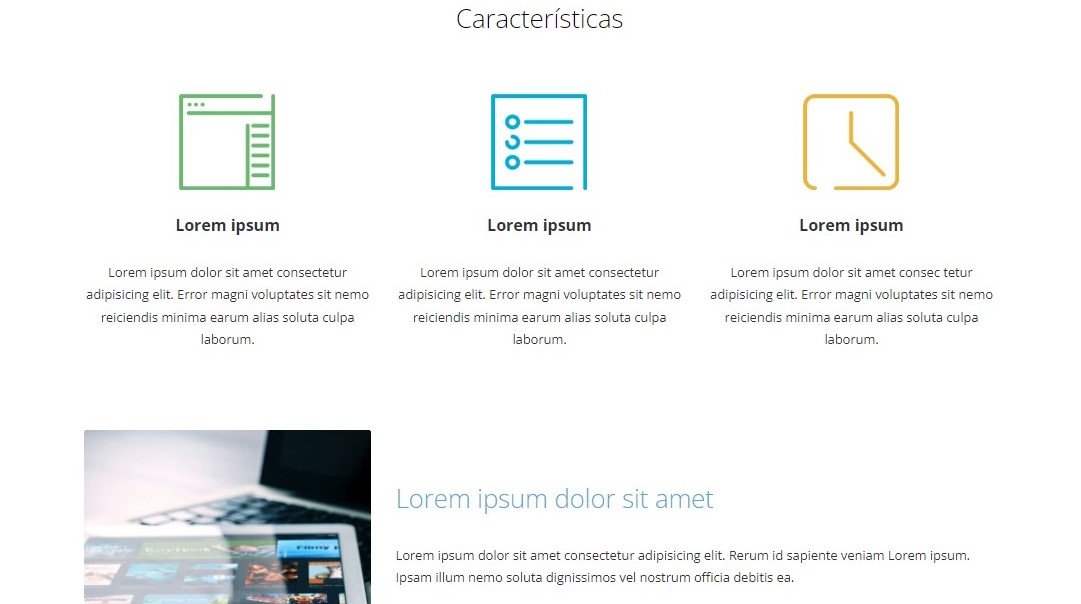 Características
Lorem ipsum
Lorem ipsum dolor sit amet consectetur
adipisicing elit. Error magni voluptates sit nemo
reiciendis minima earum alias soluta culpa
laborum.
Lorem ipsum
Lorem ipsum dolor sit amet consectetur
adipisicing elit. Error magni voluptates sit nemo
reiciendis minima earum alias soluta culpa
laborum.
Lorem ipsum
Lorem ipsum dolor sit amet consec tetur
adipisicing elit. Error magni voluptates sit nemo
reiciendis minima earum alias soluta culpa
laborum.
Filmy
Lorem ipsum dolor sit amet
Lorem ipsum dolor sit amet consectetur adipisicing elit. Rerum id sapiente veniam Lorem ipsum.
Ipsam illum nemo soluta dignissimos vel nostrum officia debitis ea.